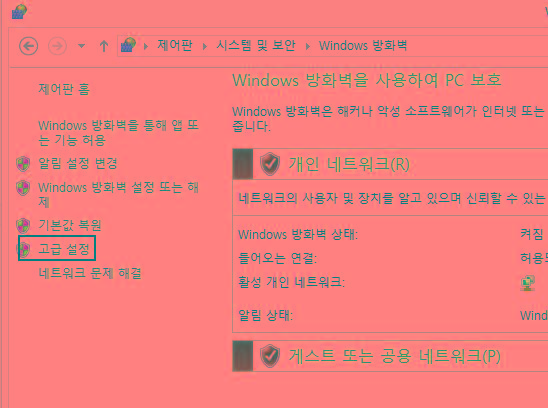 제어판 시스템 및 보안 Windows 방화벽
제어판 홈
Windows 방화벽을 통해 앱 또
는 기능 허용
알림 설정 변경
Windows 방화벽 설정 또는 해
제
기본값 복원
고급 설정
네트워크 문제 해결
Windows 방화벽을 사용하여 PC 보호
Windows 방화벽은 해커나 악성 소프트웨어가 인터넷 또는
줍니다.
개인 네트워크(R)
네트워크의 사용자 및 장치를 알고 있으며 신뢰할 수 있는
Windows 방화벽 상태: 켜짐
들어오는 연결: 허용되
활성 개인 네트워크:
알림 상태: Wind
게스트 또는 공용 네트워크(P)